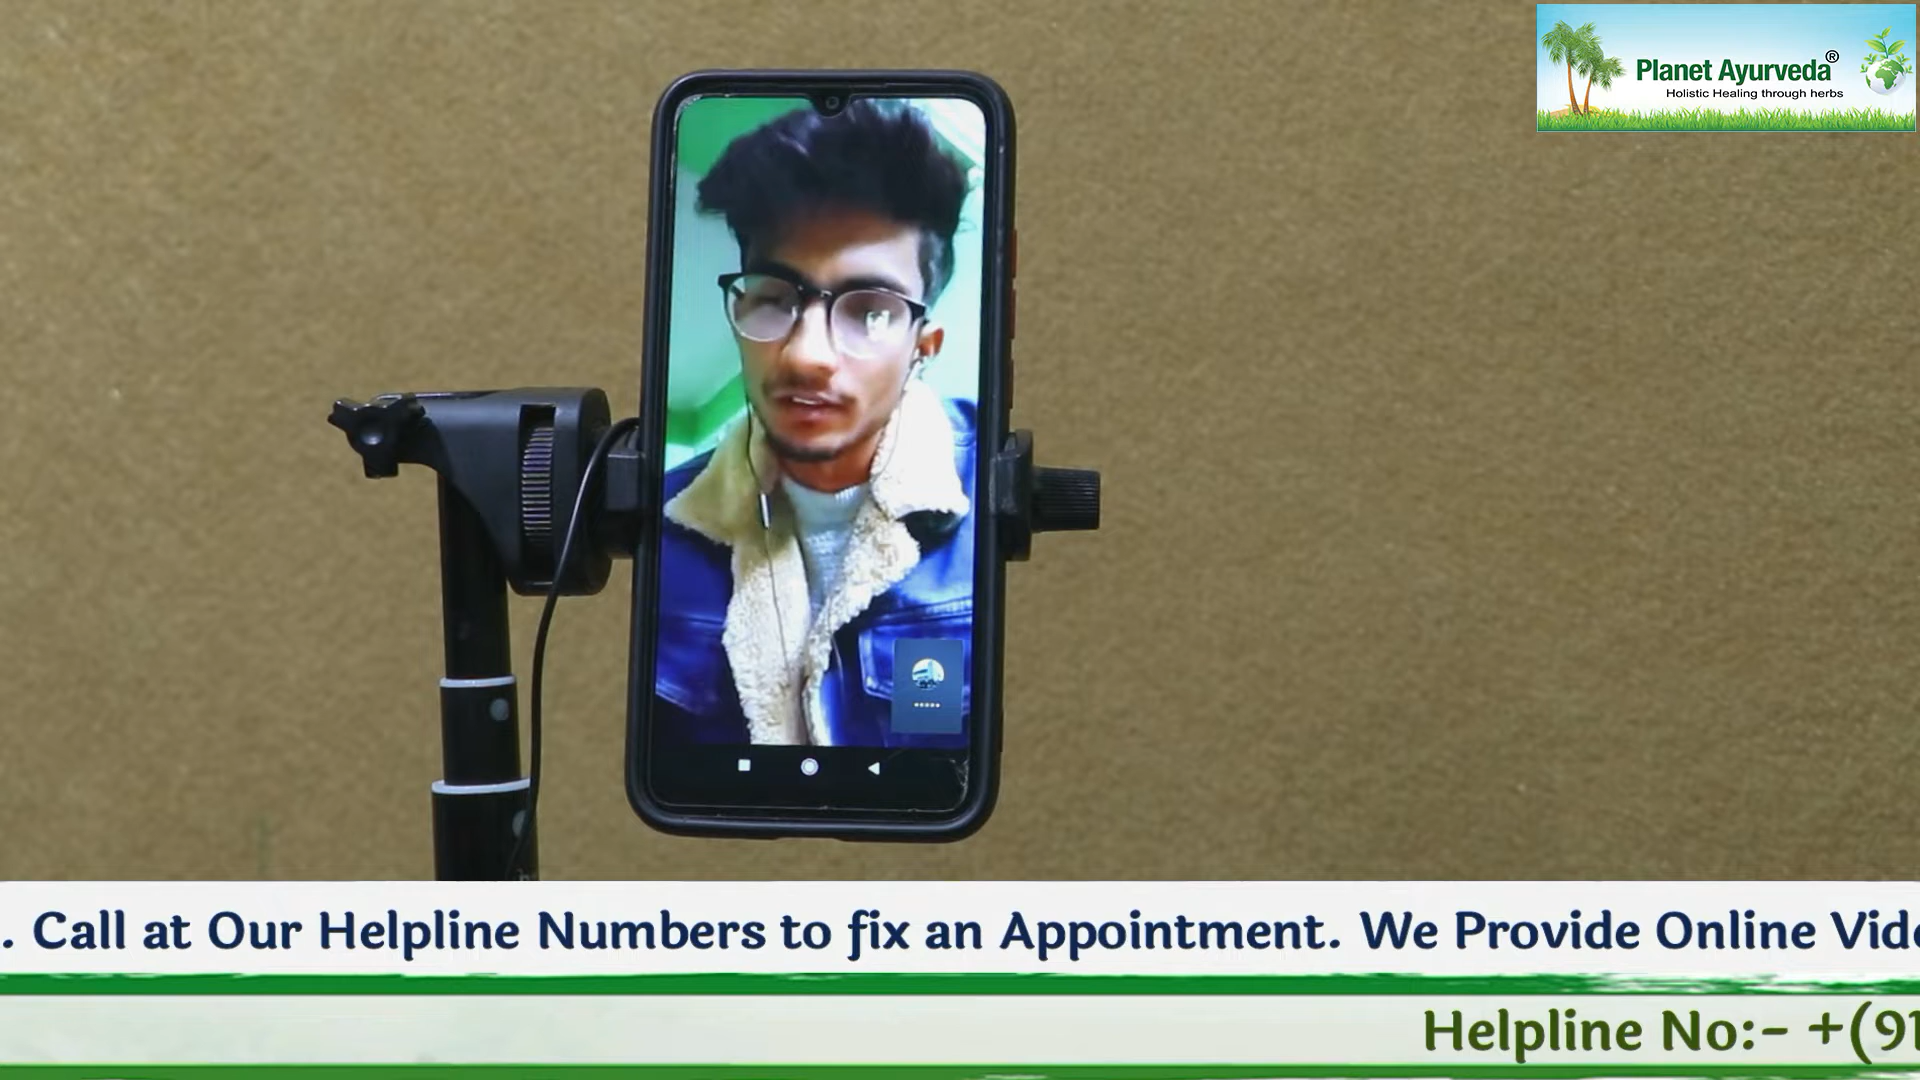 Planet Ayurveda®
Holistic Healing through herbs
. Call at Our Helpline Numbers to fix an Appointment. We Provide Online Vide
Helpline No:- +(91